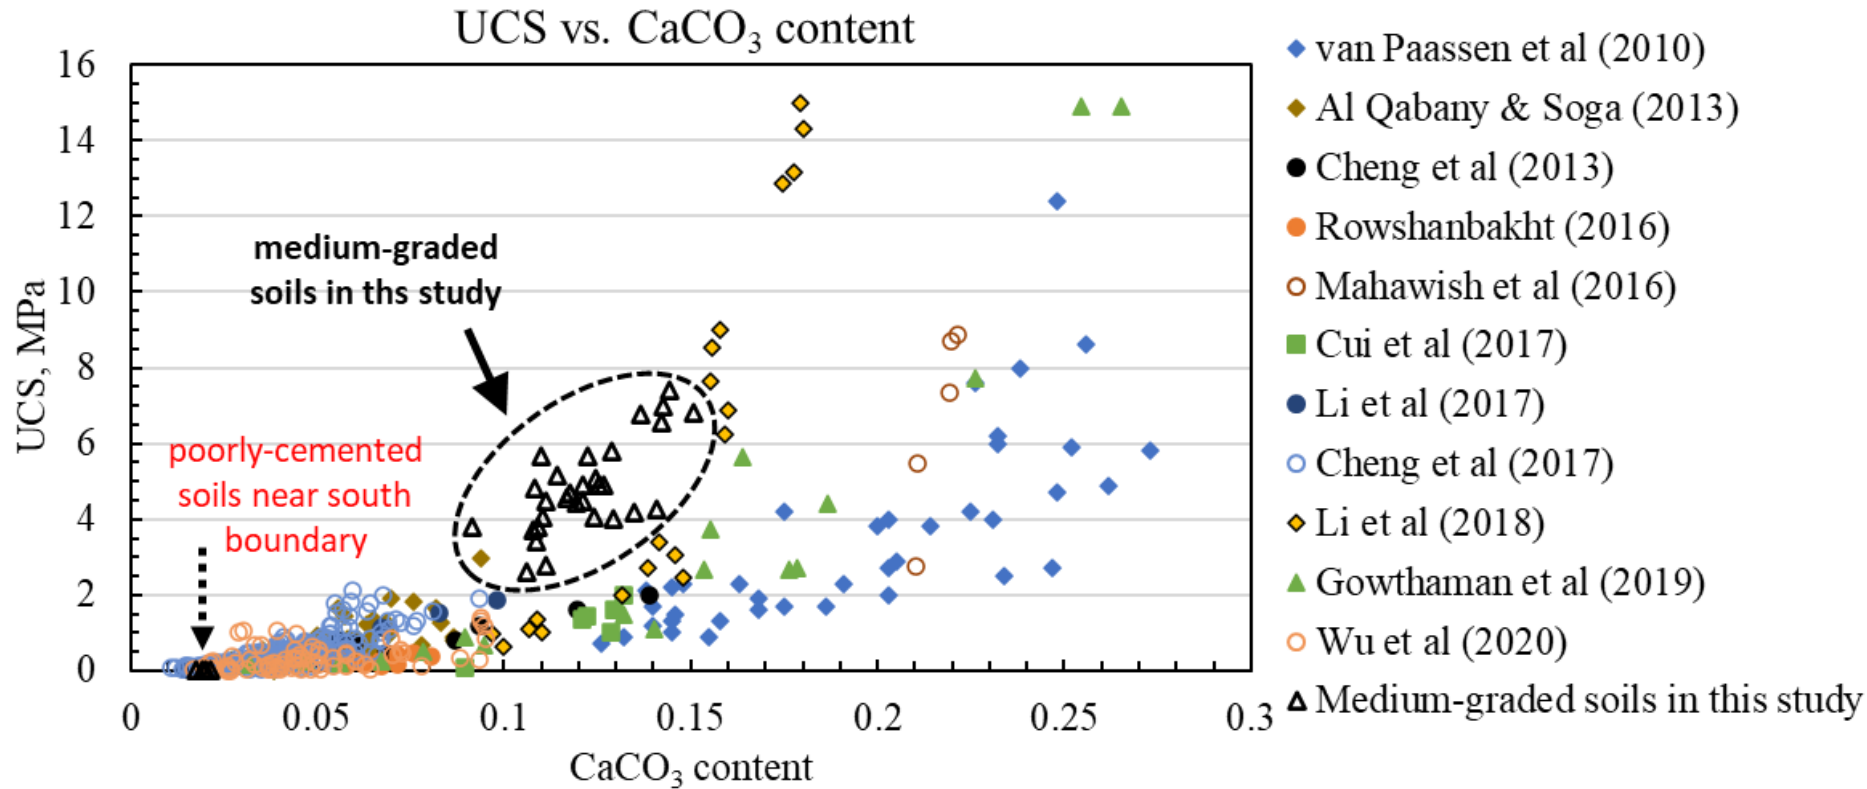 UCS vs. CaCO₃ content
16
14
12
10
8
6
4
2
0
UCS, MPa
medium-graded
soils in ths study
poorly-cemented
soils near south
boundary
0 0.05 0.1 0.15 0.2 0.25 0.3
CaCO₃ content
van Paassen et al (2010)
Al Qabany & Soga (2013)
Cheng et al (2013)
Rowshanbakht (2016)
Mahawish et al (2016)
Cui et al (2017)
Li et al (2017)
Cheng et al (2017)
Li et al (2018)
Gowthaman et al (2019)
Wu et al (2020)
Medium-graded soils in this study